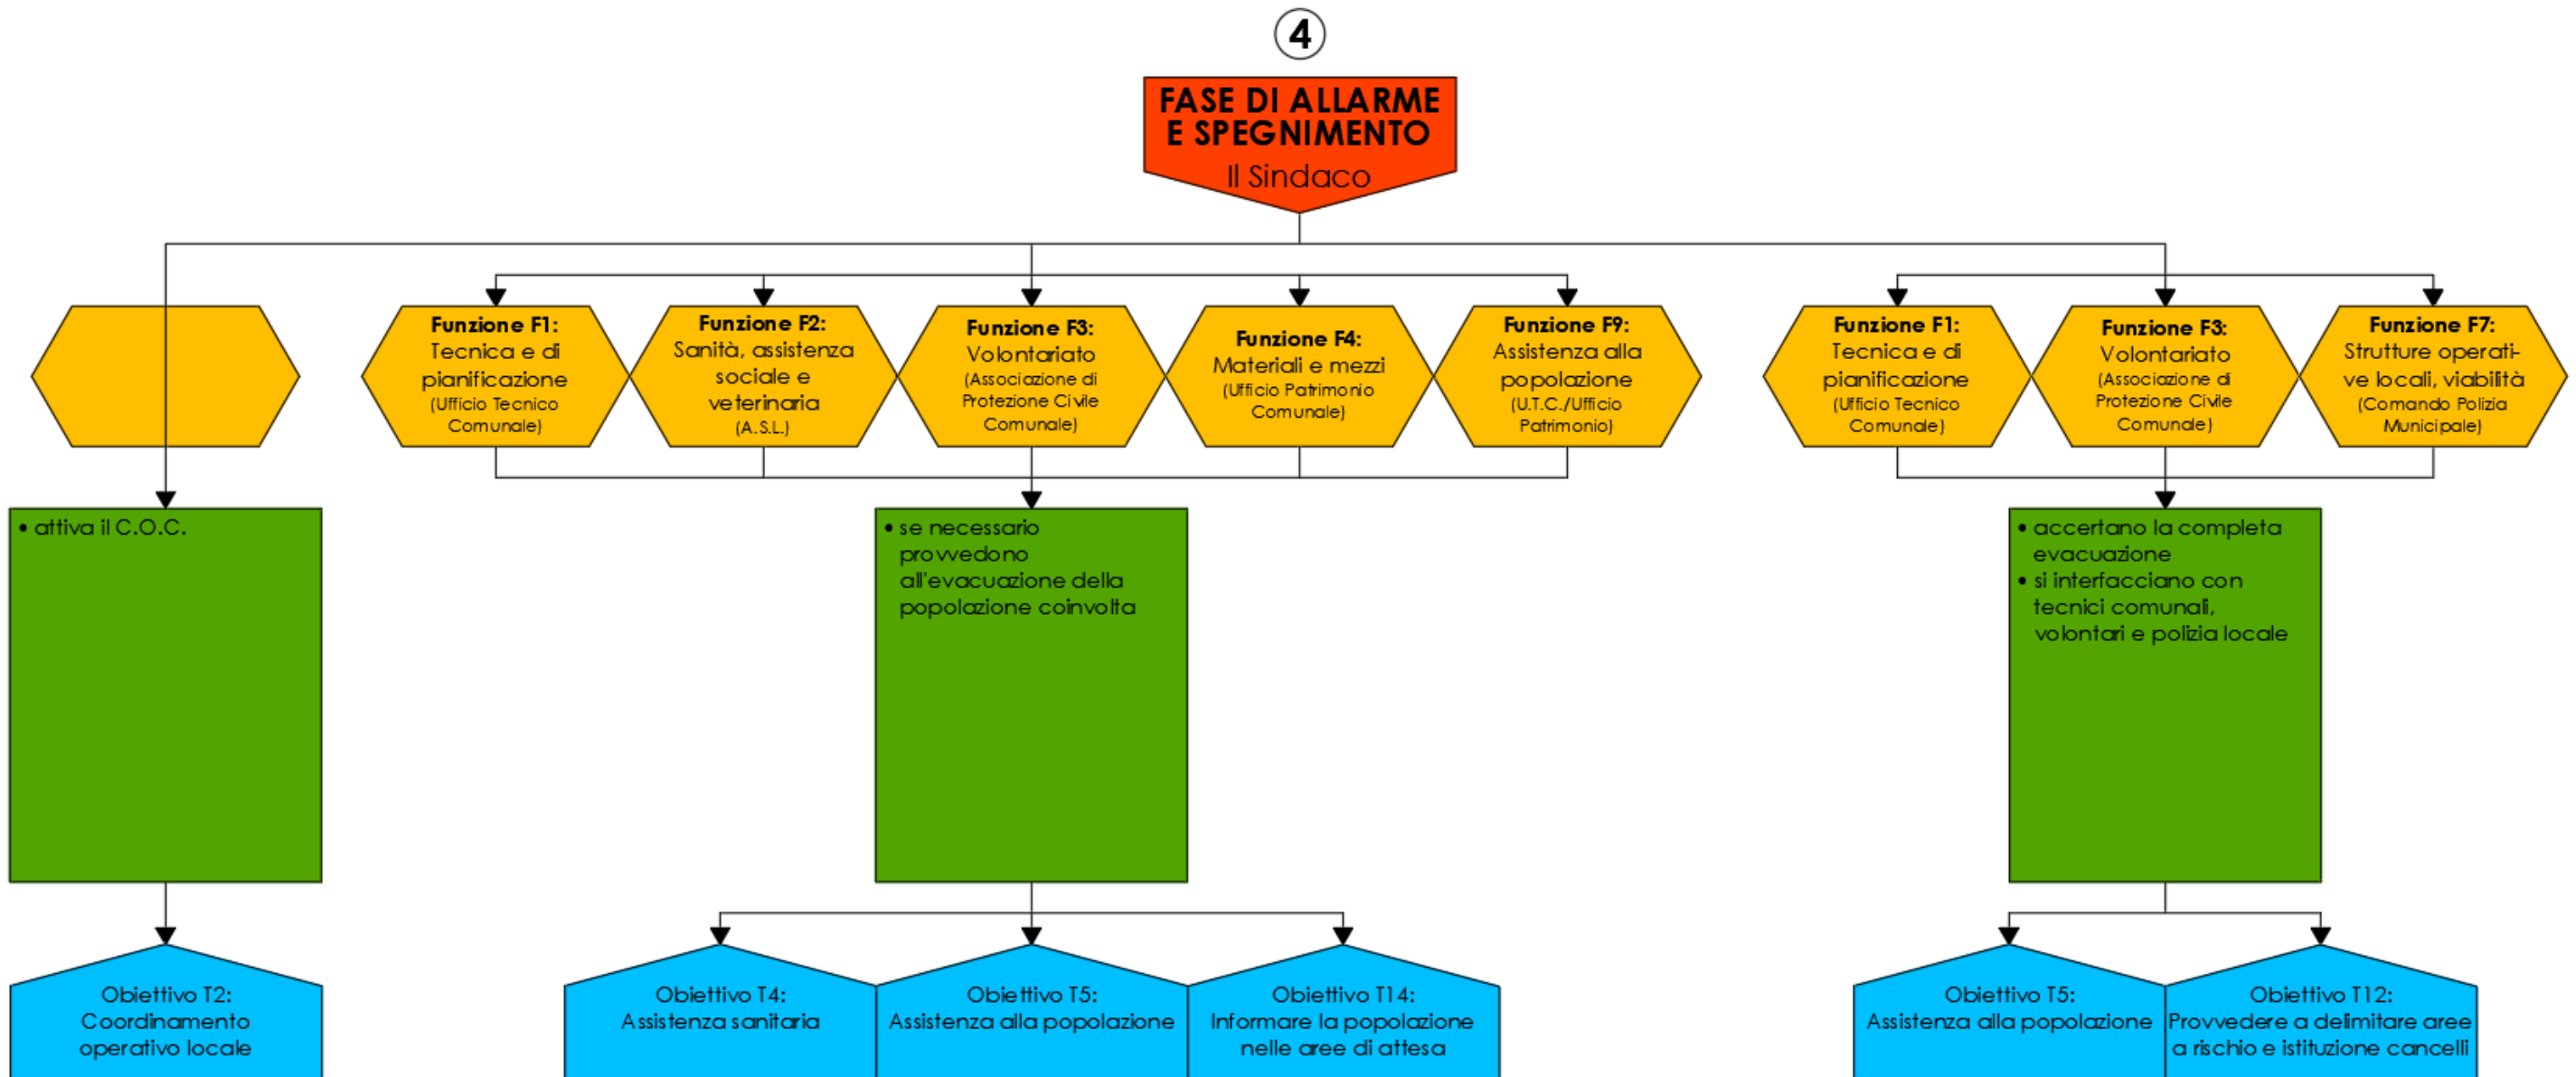 4
FASE DI ALLARME
E SPEGNIMENTO
Il Sindaco
Funzione F1:
Tecnica e di
pianificazione
(Ufficio Tecnico
Comunale)
Funzione F2:
Sanità, assistenza
sociale e
veterinaria
(A.S.L.)
Funzione F3:
Volontariato
(Associazione di
Protezione Civile
Comunale)
Funzione F4:
Materiali e mezzi
(Ufficio Patrimonio
Comunale)
Funzione F9:
Assistenza alla
popolazione
(U.T.C./Ufficio
Patrimonio)
Funzione F1:
Tecnica e di
pianificazione
(Ufficio Tecnico
Comunale)
Funzione F3:
Volontariato
(Associazione di
Protezione Civile
Comunale)
Funzione F7:
Strutture operati-
ve locali, viabilità
(Comando Polizia
Municipale)
• attiva il C.O.C.
• se necessario
provvedono
all'evacuazione della
popolazione coinvolta
• accertano la completa
evacuazione
• si interfacciano con
tecnici comunali,
volontari e polizia locale
Obiettivo T2:
Coordinamento
operativo locale
Obiettivo T4:
Assistenza sanitaria
Obiettivo T5:
Assistenza alla popolazione
Obiettivo T14:
Informare la popolazione
nelle aree di attesa
Obiettivo T5:
Assistenza alla popolazione
Obiettivo T12:
Provvedere a delimitare aree
a rischio e istituzione cancelli